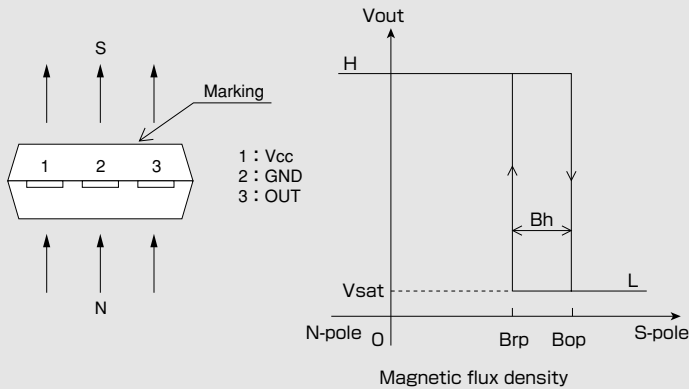 S
Marking
1 2 3
1：Vcc
2：GND
3：OUT
N
Vout
H
Bh
Vsat
L
N-pole O Brp Bop S-pole
Magnetic flux density